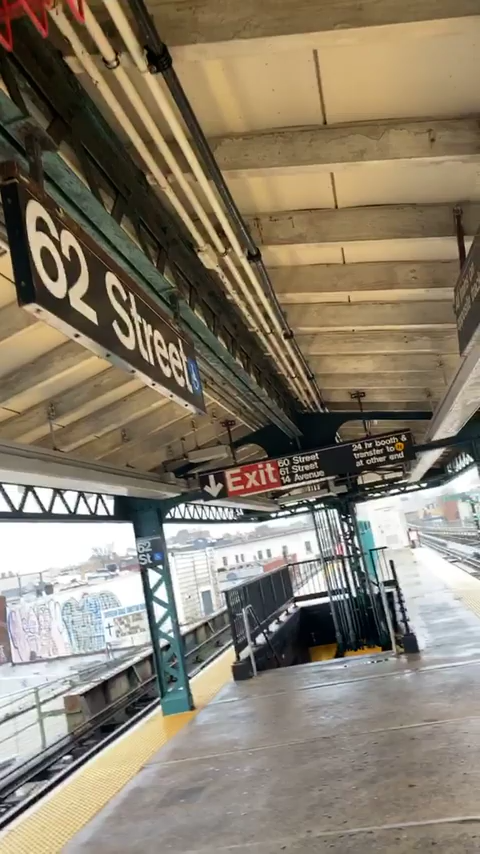 62 Street
Exit
60 Street
61 Street
14 Avenue
24 hr booth &
transfer to N
at other end
62
St